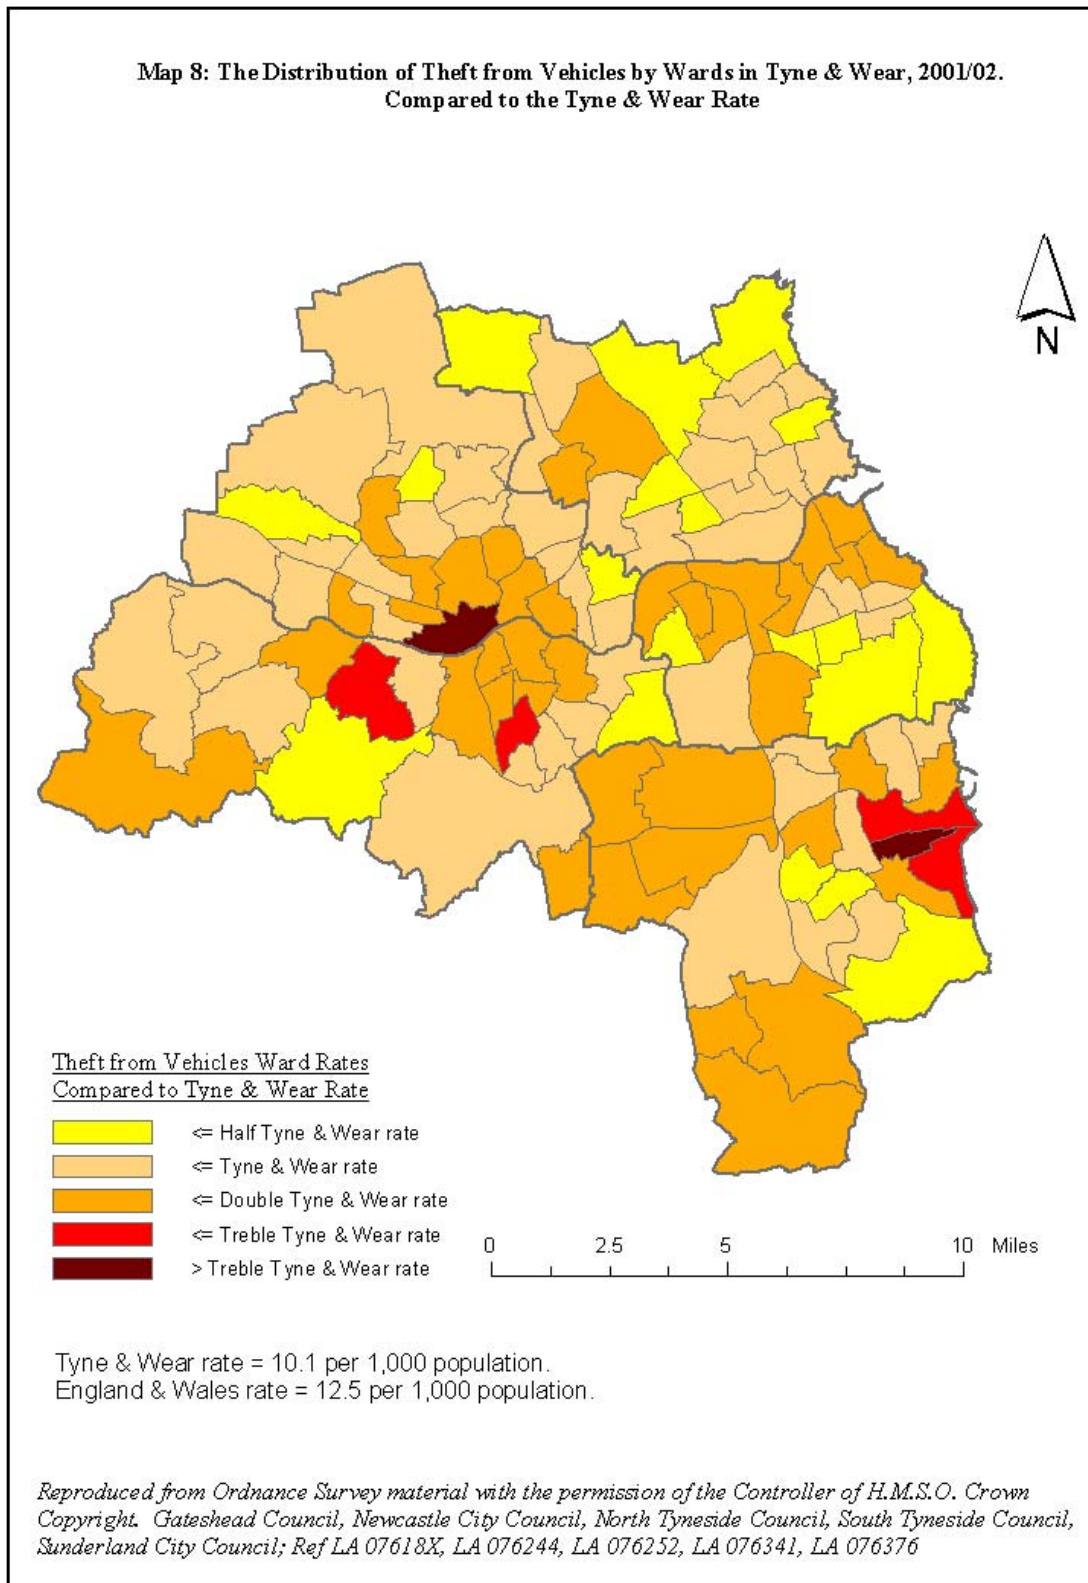 Map 8: The Distribution of Theft from Vehicles by Wards in Tyne & Wear, 2001/02.
Compared to the Tyne & Wear Rate
N
Theft from Vehicles Ward Rates
Compared to Tyne & Wear Rate
<= Half Tyne & Wear rate
<= Tyne & Wear rate
<= Double Tyne & Wear rate
<= Treble Tyne & Wear rate
> Treble Tyne & Wear rate
0 2.5 5 10 Miles
Tyne & Wear rate = 10.1 per 1,000 population.
England & Wales rate = 12.5 per 1,000 population.
Reproduced from Ordnance Survey material with the permission of the Controller of H.M.S.O. Crown
Copyright. Gateshead Council, Newcastle City Council, North Tyneside Council, South Tyneside Council,
Sunderland City Council; Ref LA 07618X, LA 076244, LA 076252, LA 076341, LA 076376